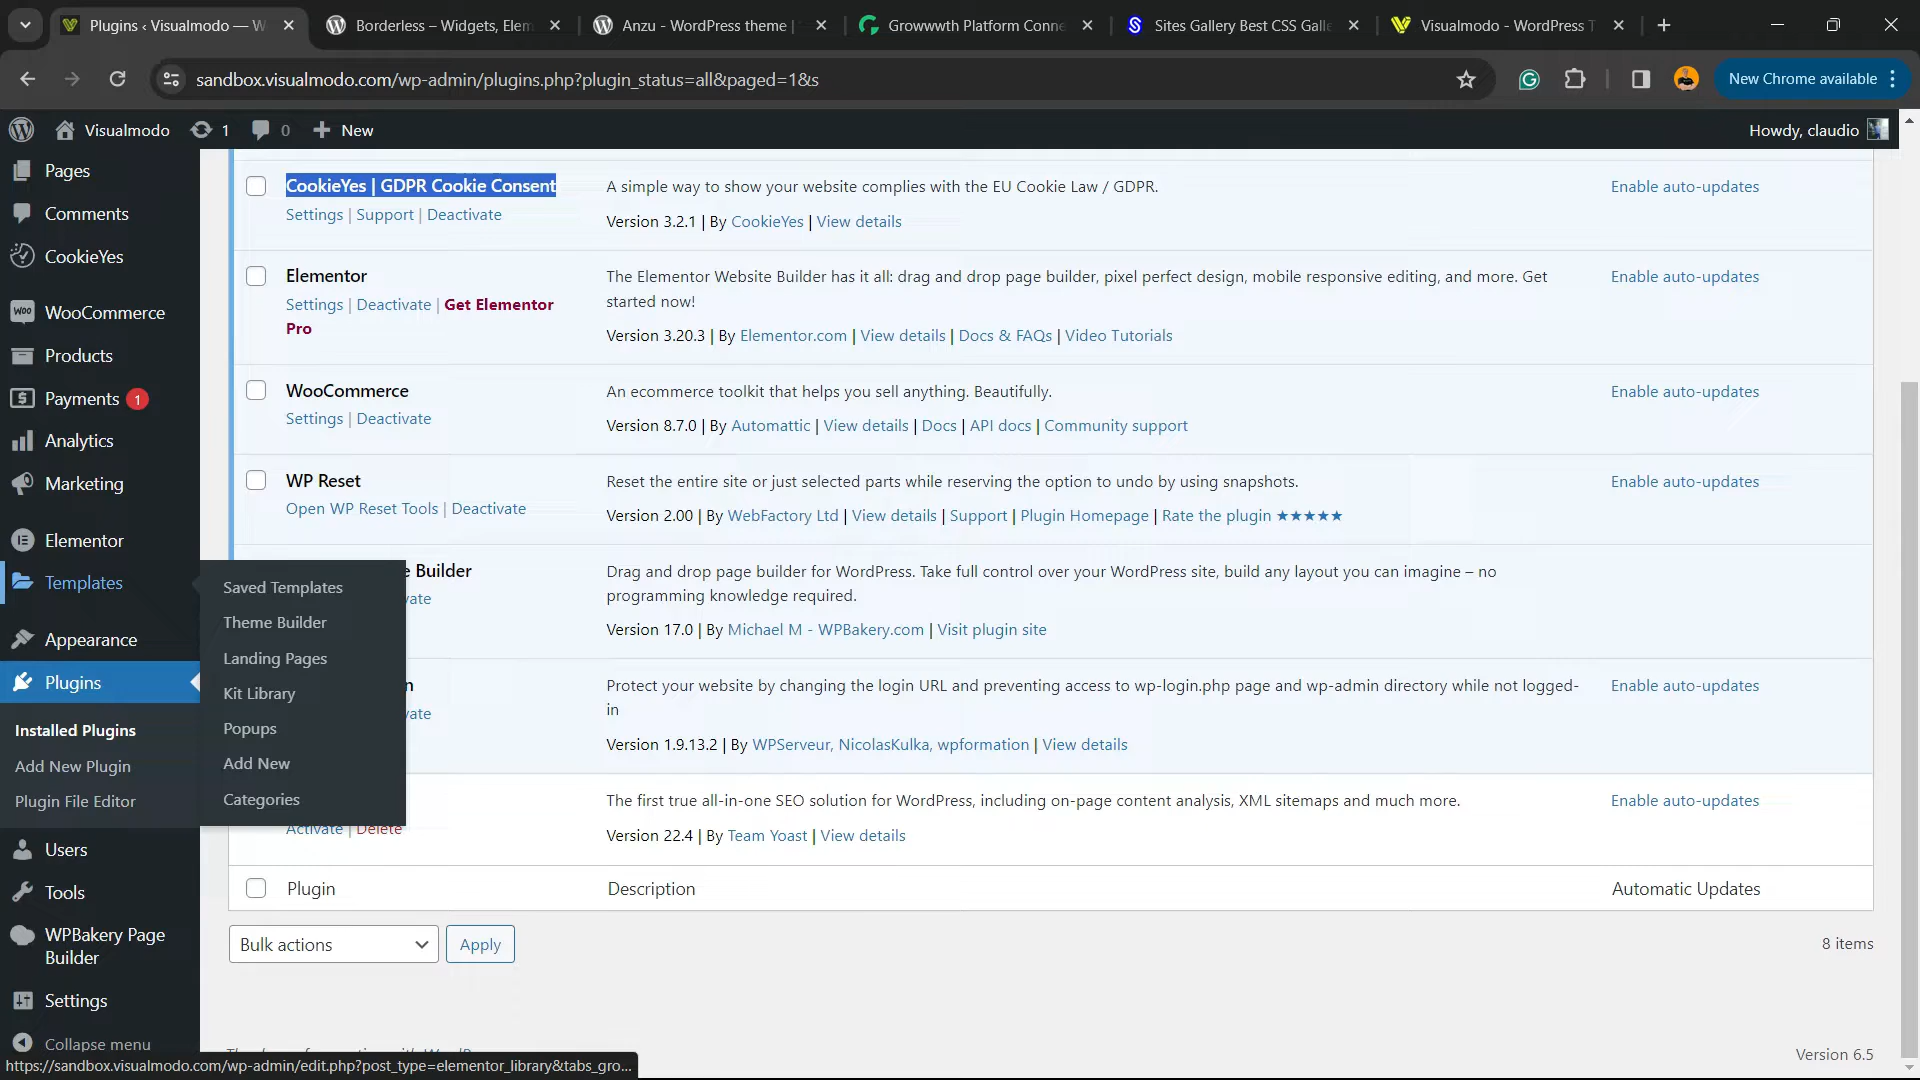 Plugins ‹ Visualmodo — W
Borderless – Widgets, Elem
Anzu - WordPress theme |
Growwwth Platform Conne
Sites Gallery Best CSS Galle
Visualmodo - WordPress T
sandbox.visualmodo.com/wp-admin/plugins.php?plugin_status=all&paged=1&s
New Chrome available
Visualmodo
1
0
New
Howdy, claudio
Pages
Comments
CookieYes
WooCommerce
Products
Payments 1
Analytics
Marketing
Elementor
Templates
Appearance
Plugins
Installed Plugins
Add New Plugin
Plugin File Editor
Users
Tools
WPBakery Page
Builder
Settings
Collapse menu
Saved Templates
Theme Builder
Landing Pages
Kit Library
Popups
Add New
Categories
CookieYes | GDPR Cookie Consent
Settings | Support | Deactivate
A simple way to show your website complies with the EU Cookie Law / GDPR.
Version 3.2.1 | By CookieYes | View details
Enable auto-updates
Elementor
Settings | Deactivate | Get Elementor
Pro
The Elementor Website Builder has it all: drag and drop page builder, pixel perfect design, mobile responsive editing, and more. Get
started now!
Version 3.20.3 | By Elementor.com | View details | Docs & FAQs | Video Tutorials
Enable auto-updates
WooCommerce
Settings | Deactivate
An ecommerce toolkit that helps you sell anything. Beautifully.
Version 8.7.0 | By Automattic | View details | Docs | API docs | Community support
Enable auto-updates
WP Reset
Open WP Reset Tools | Deactivate
Reset the entire site or just selected parts while reserving the option to undo by using snapshots.
Version 2.00 | By WebFactory Ltd | View details | Support | Plugin Homepage | Rate the plugin ★★★★★
Enable auto-updates
e Builder
vate
Drag and drop page builder for WordPress. Take full control over your WordPress site, build any layout you can imagine – no
programming knowledge required.
Version 17.0 | By Michael M - WPBakery.com | Visit plugin site
n
vate
Protect your website by changing the login URL and preventing access to wp-login.php page and wp-admin directory while not logged-
in
Version 1.9.13.2 | By WPServeur, NicolasKulka, wpformation | View details
Enable auto-updates
Activate | Delete
The first true all-in-one SEO solution for WordPress, including on-page content analysis, XML sitemaps and much more.
Version 22.4 | By Team Yoast | View details
Enable auto-updates
Plugin
Description
Automatic Updates
Bulk actions
Apply
8 items
Version 6.5
https://sandbox.visualmodo.com/wp-admin/edit.php?post_type=elementor_library&tabs_gro...